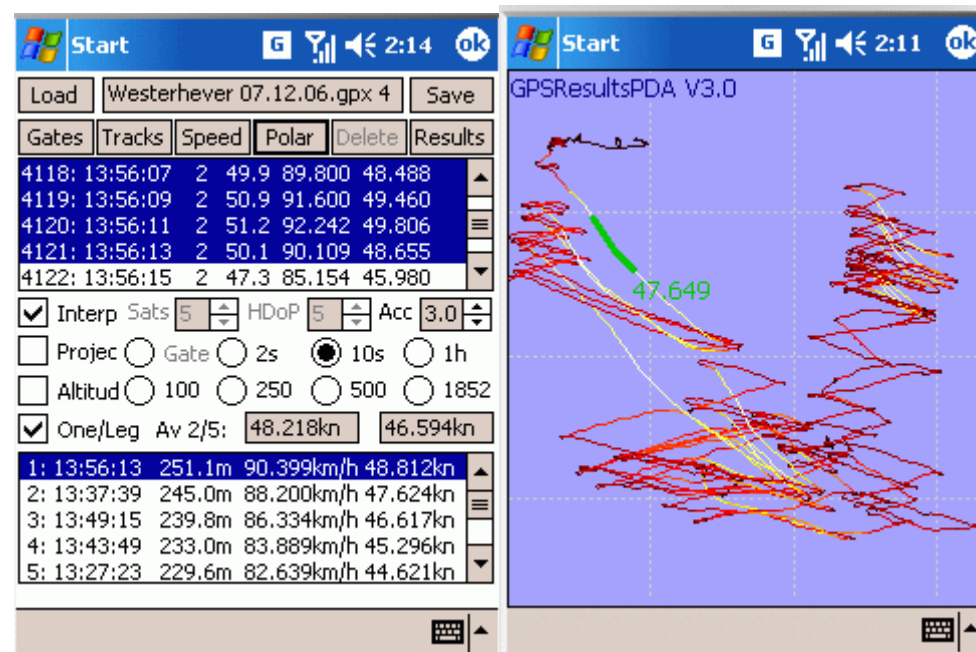 Start G 2:14 ok
Load Westerhever 07.12.06.gpx 4 Save
Gates Tracks Speed Polar Delete Results
4118: 13:56:07 2 49.9 89.800 48.488
4119: 13:56:09 2 50.9 91.600 49.460
4120: 13:56:11 2 51.2 92.242 49.806
4121: 13:56:13 2 50.1 90.109 48.655
4122: 13:56:15 2 47.3 85.154 45.980
Interp Sats 5 HDoP 5 Acc 3.0
Projec Gate 2s 10s 1h
Altitud 100 250 500 1852
One/Leg Av 2/5: 48.218kn 46.594kn
1: 13:56:13 251.1m 90.399km/h 48.812kn
2: 13:37:39 245.0m 88.200km/h 47.624kn
3: 13:49:15 239.8m 86.334km/h 46.617kn
4: 13:43:49 233.0m 83.889km/h 45.296kn
5: 13:27:23 229.6m 82.639km/h 44.621kn
Start G 2:11 ok
GPSResultsPDA V3.0
47.649